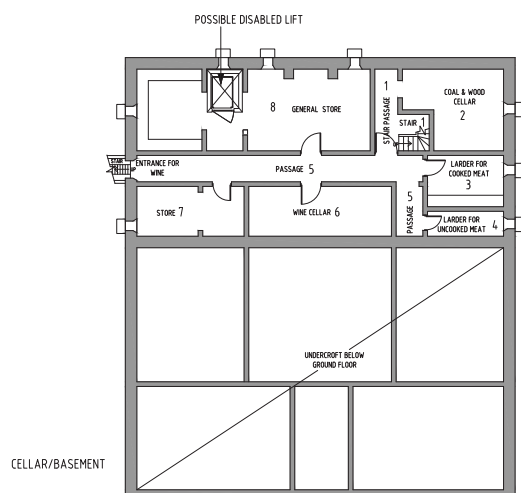 POSSIBLE DISABLED LIFT
8
GENERAL STORE
1
STAIR PASSAGE
COAL & WOOD
CELLAR
2
STAIR 1
UP
STAIR
UP
ENTRANCE FOR
WINE
PASSAGE 5
LARDER FOR
COOKED MEAT
3
STORE 7
WINE CELLAR 6
5
PASSAGE
LARDER FOR
UNCOOKED MEAT
4
UNDERCROFT BELOW
GROUND FLOOR
CELLAR/BASEMENT